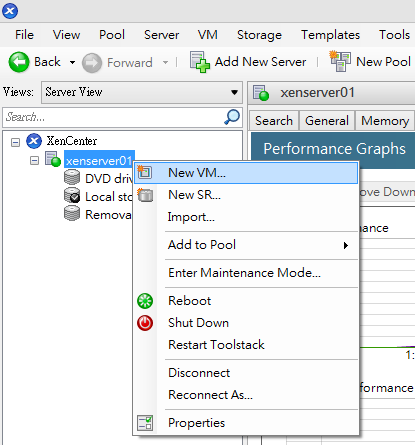 File View Pool Server VM Storage Templates Tools
Back Forward Add New Server New Pool
Views: Server View
xenserver01
Search...
Search General Memory
XenCenter
Performance Graphs
xenserver01
New VM...
DVD driv
New SR...
ove Down
Local sto
Import...
Remova
mance
Add to Pool
Enter Maintenance Mode...
Reboot
Shut Down
Restart Toolstack
1:
Disconnect
Reconnect As...
erformance
Properties